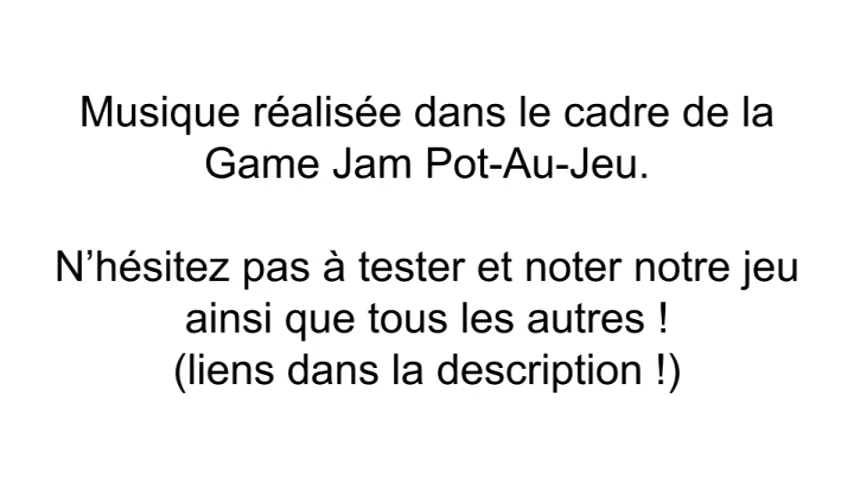 Musique réalisée dans le cadre de la
Game Jam Pot-Au-Jeu.
N’hésitez pas à tester et noter notre jeu
ainsi que tous les autres !
(liens dans la description !)